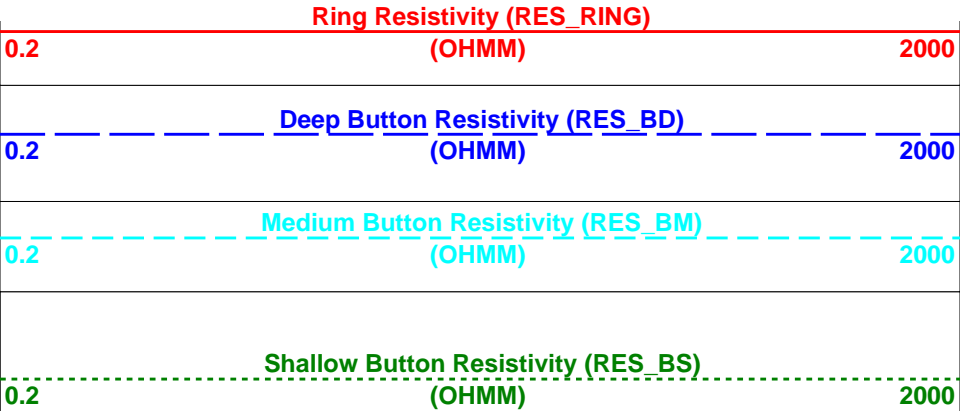 Ring Resistivity (RES_RING)
0.2 (OHMM) 2000
Deep Button Resistivity (RES_BD)
0.2 (OHMM) 2000
Medium Button Resistivity (RES_BM)
0.2 (OHMM) 2000
Shallow Button Resistivity (RES_BS)
0.2 (OHMM) 2000